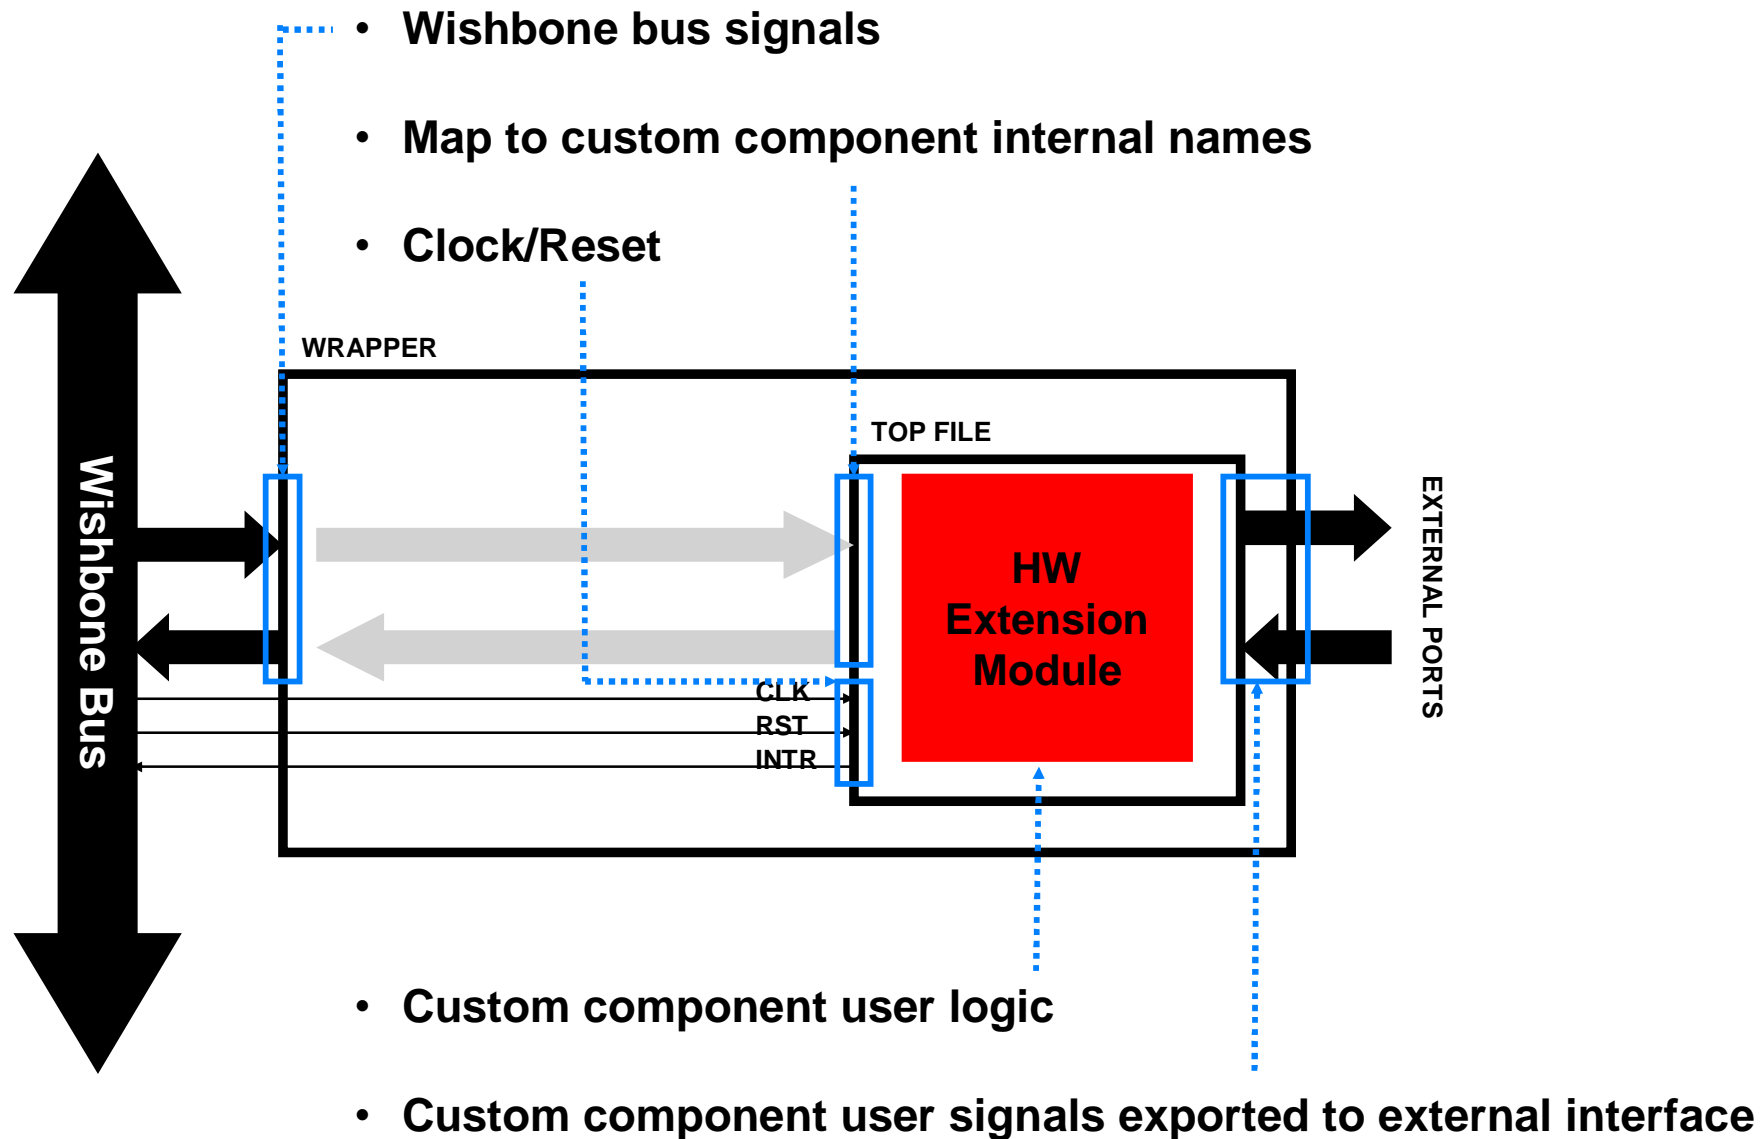 • Wishbone bus signals
• Map to custom component internal names
• Clock/Reset
WRAPPER
TOP FILE
Wishbone Bus
HW
Extension
Module
EXTERNAL PORTS
CLK
RST
INTR
• Custom component user logic
• Custom component user signals exported to external interface